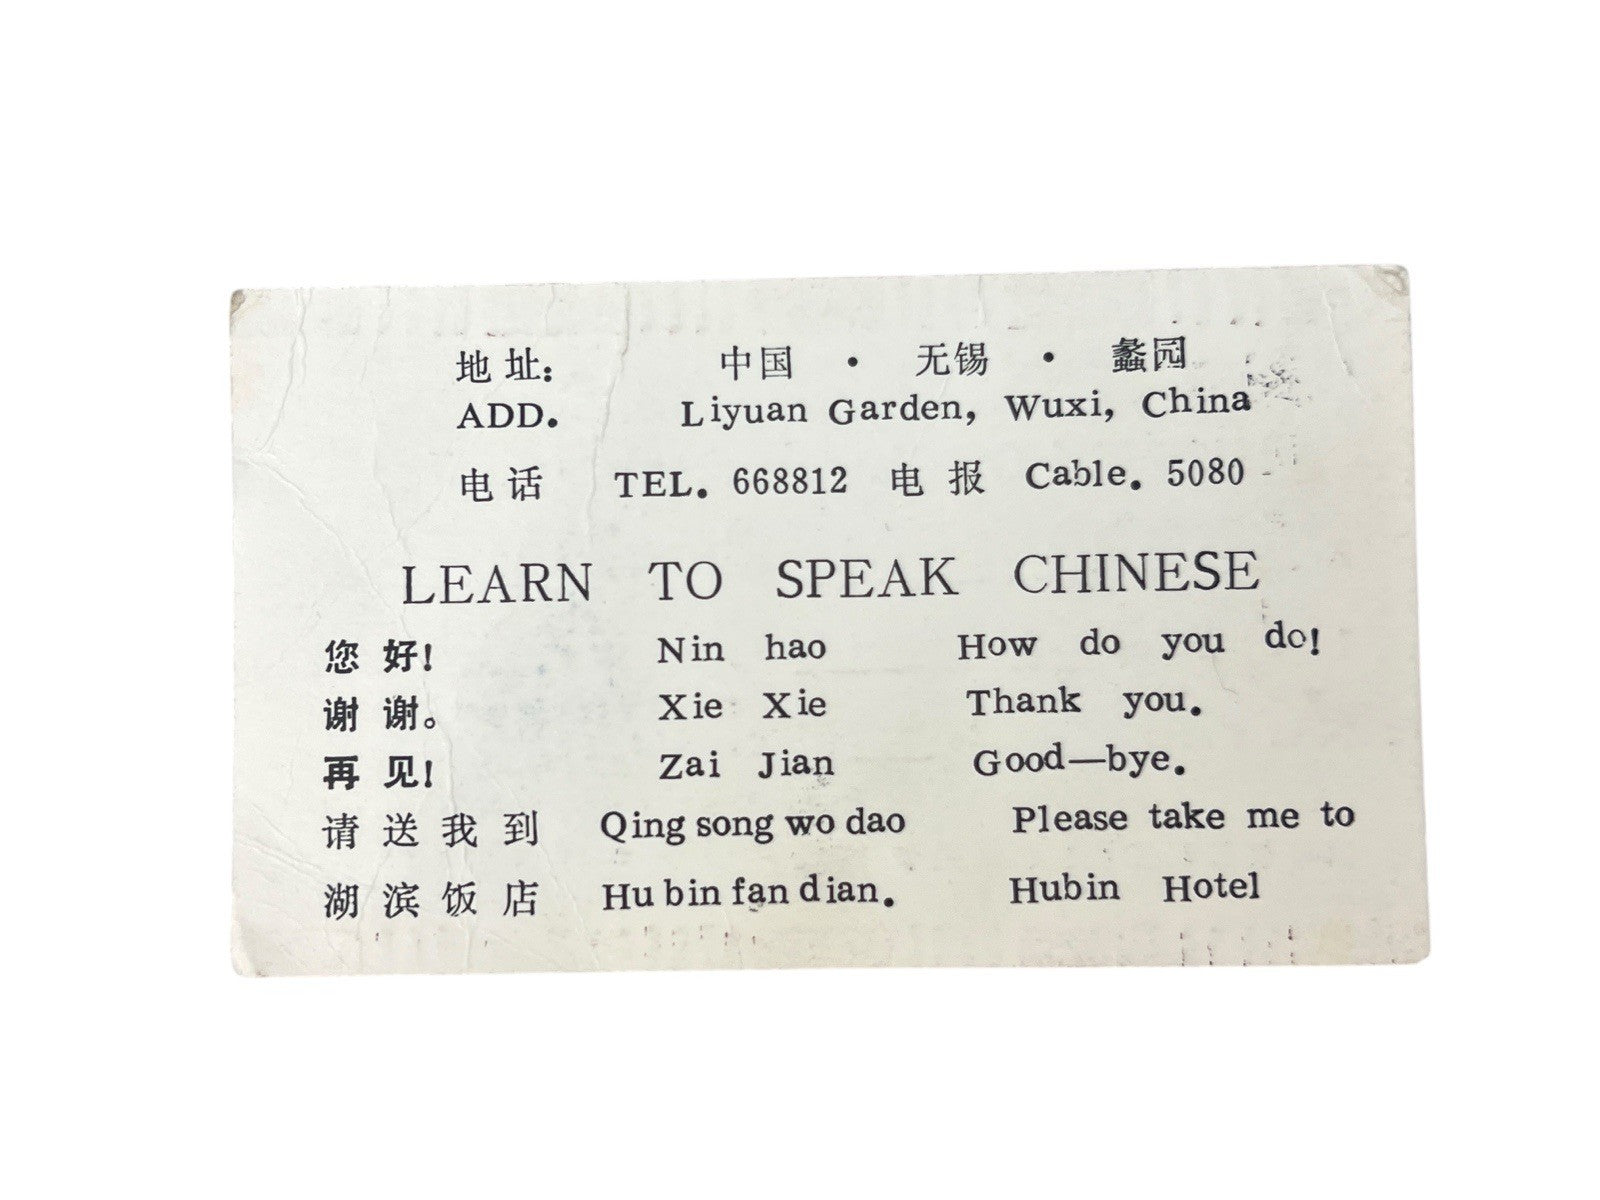 地址: 中国 · 无锡 · 蠡园
ADD. Liyuan Garden, Wuxi, China
电话 TEL. 668812 电报 Cable. 5080
LEARN TO SPEAK CHINESE
您好! Nin hao How do you do!
谢谢。 Xie Xie Thank you.
再见! Zai Jian Good—bye.
请送我到 Qing song wo dao Please take me to
湖滨饭店 Hu bin fan dian. Hubin Hotel